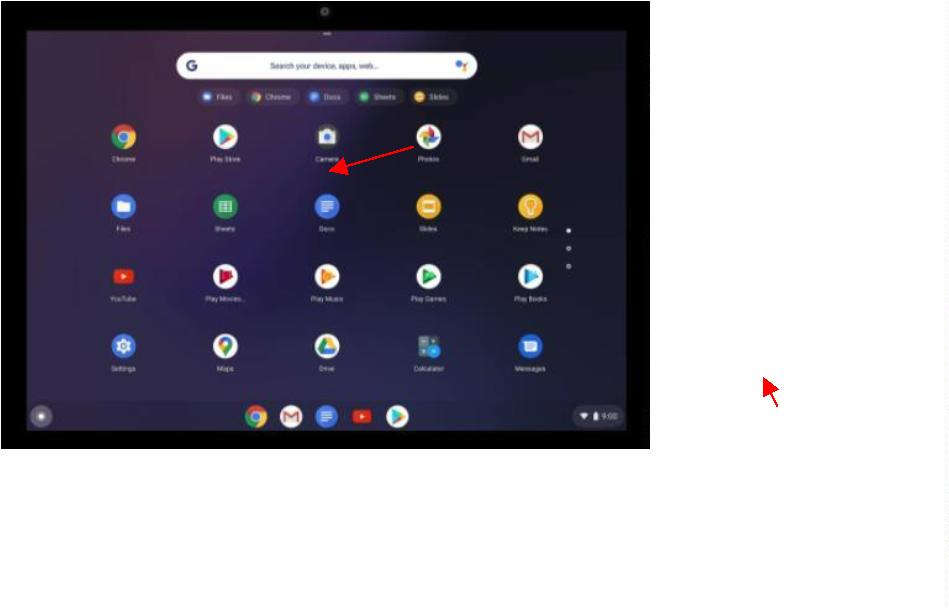 Search your device, apps, web...
Files Chrome Docs Sheets Slides
Chrome Play Store Camera Photos Gmail
Files Sheets Docs Slides Keep Notes
YouTube Play Movies... Play Music Play Games Play Books
Settings Maps Drive Calculator Messages
9:00